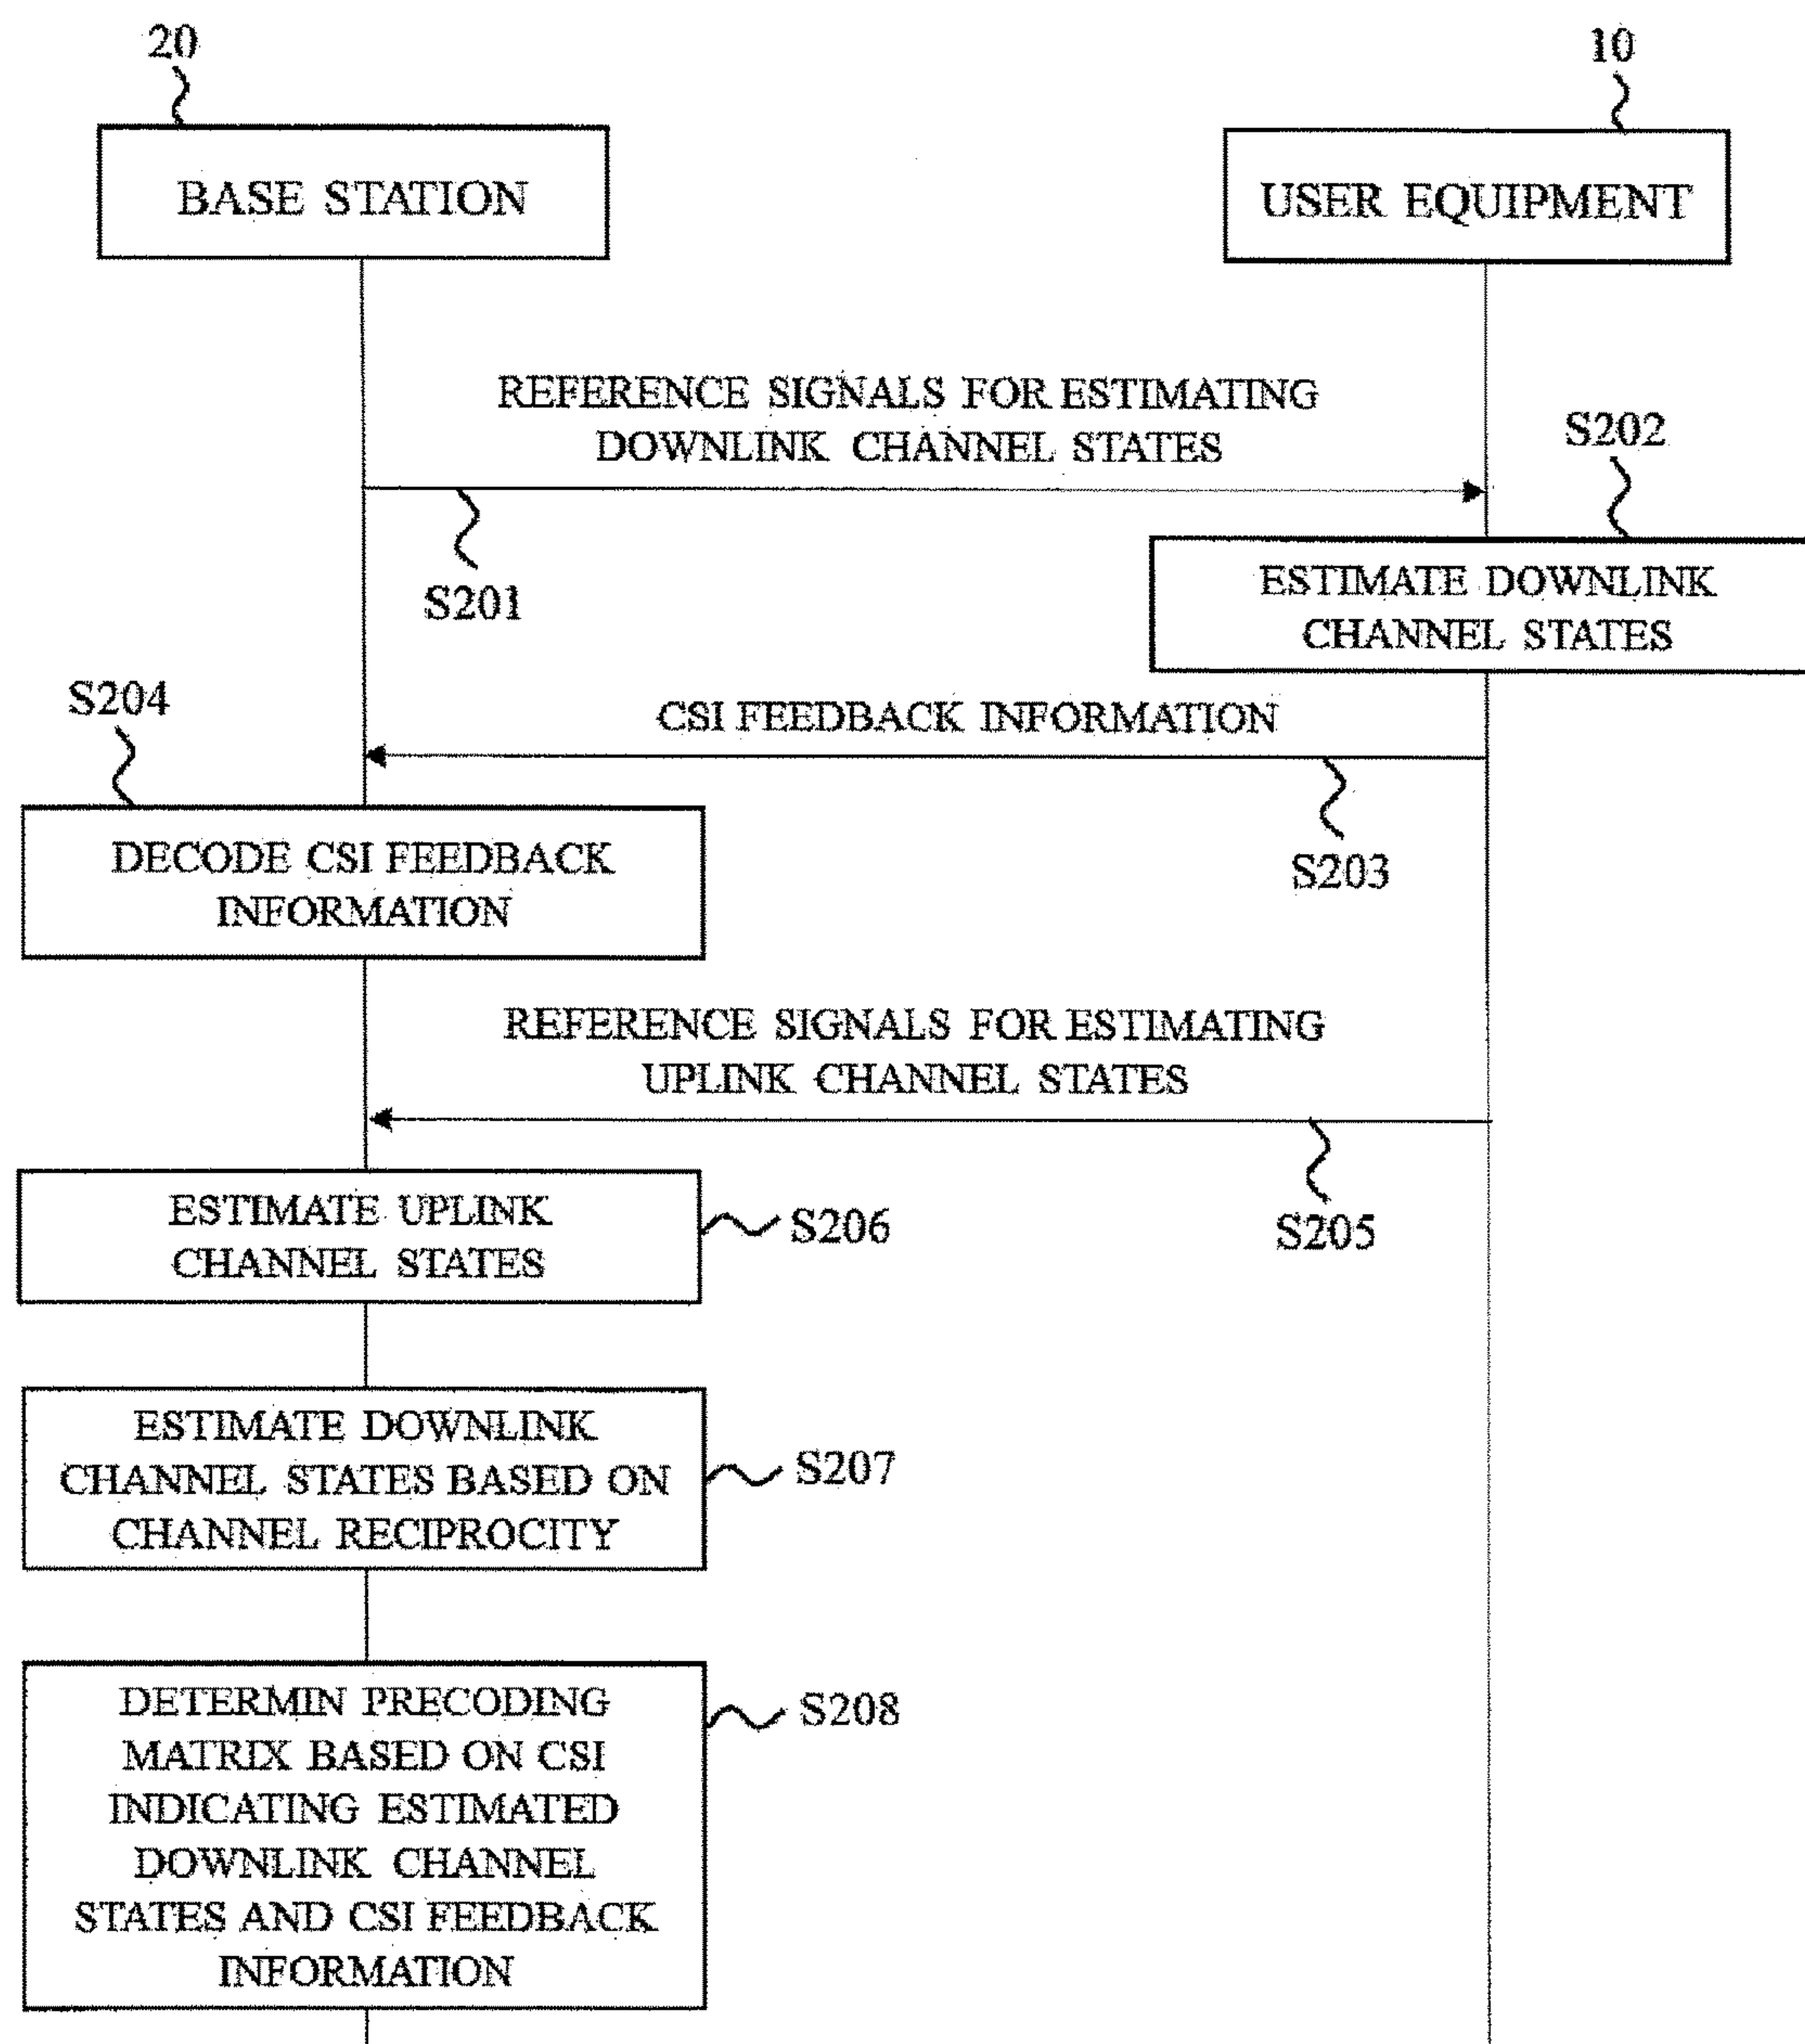 20
10
BASE STATION
USER EQUIPMENT
REFERENCE SIGNALS FOR ESTIMATING
DOWNLINK CHANNEL STATES
S202
S201
ESTIMATE DOWNLINK
CHANNEL STATES
S204
CSI FEEDBACK INFORMATION
DECODE CSI FEEDBACK
INFORMATION
S203
REFERENCE SIGNALS FOR ESTIMATING
UPLINK CHANNEL STATES
ESTIMATE UPLINK
CHANNEL STATES
S206
S205
ESTIMATE DOWNLINK
CHANNEL STATES BASED ON
CHANNEL RECIPROCITY
S207
DETERMIN PRECODING
MATRIX BASED ON CSI
INDICATING ESTIMATED
DOWNLINK CHANNEL
STATES AND CSI FEEDBACK
INFORMATION
S208